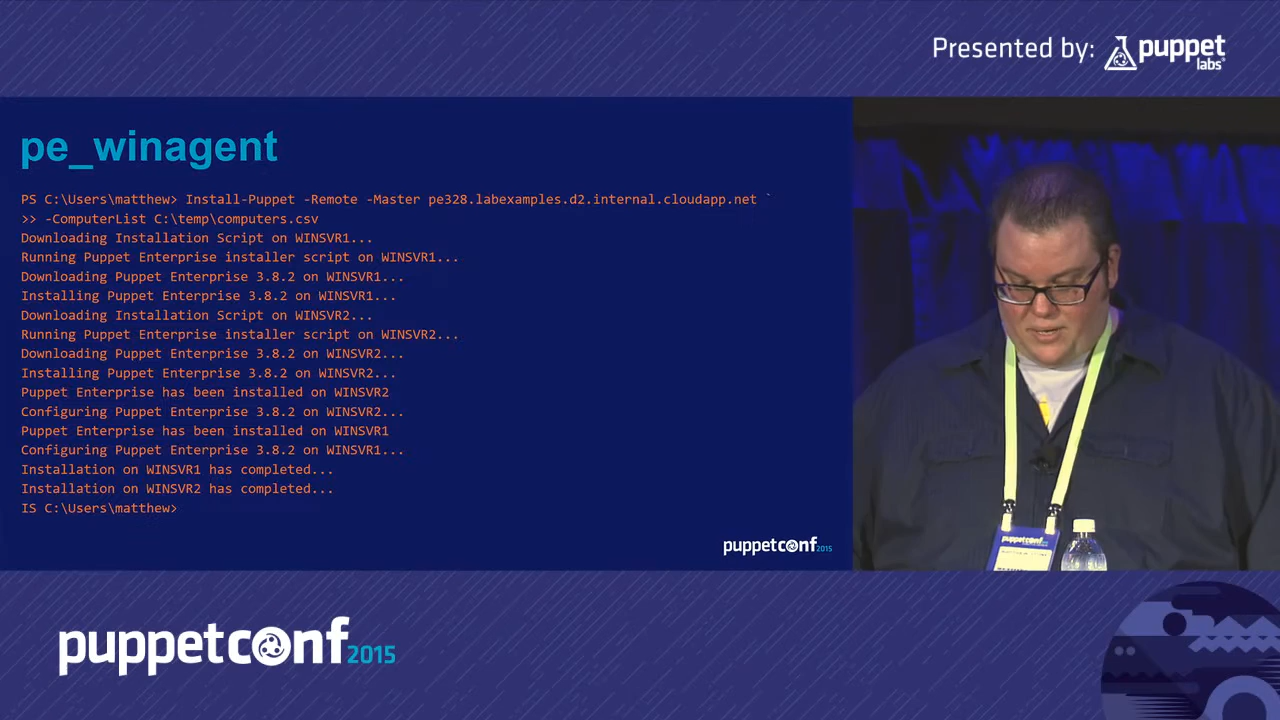 Presented by: puppet labs
pe_winagent
PS C:\Users\matthew> Install-Puppet -Remote -Master pe328.labexamples.d2.internal.cloudapp.net `
>> -ComputerList C:\temp\computers.csv
Downloading Installation Script on WINSVR1...
Running Puppet Enterprise installer script on WINSVR1...
Downloading Puppet Enterprise 3.8.2 on WINSVR1...
Installing Puppet Enterprise 3.8.2 on WINSVR1...
Downloading Installation Script on WINSVR2...
Running Puppet Enterprise installer script on WINSVR2...
Downloading Puppet Enterprise 3.8.2 on WINSVR2...
Installing Puppet Enterprise 3.8.2 on WINSVR2...
Puppet Enterprise has been installed on WINSVR2
Configuring Puppet Enterprise 3.8.2 on WINSVR2...
Puppet Enterprise has been installed on WINSVR1
Configuring Puppet Enterprise 3.8.2 on WINSVR1...
Installation on WINSVR1 has completed...
Installation on WINSVR2 has completed...
IS C:\Users\matthew>
puppetconf 2015
puppetconf
puppetconf 2015